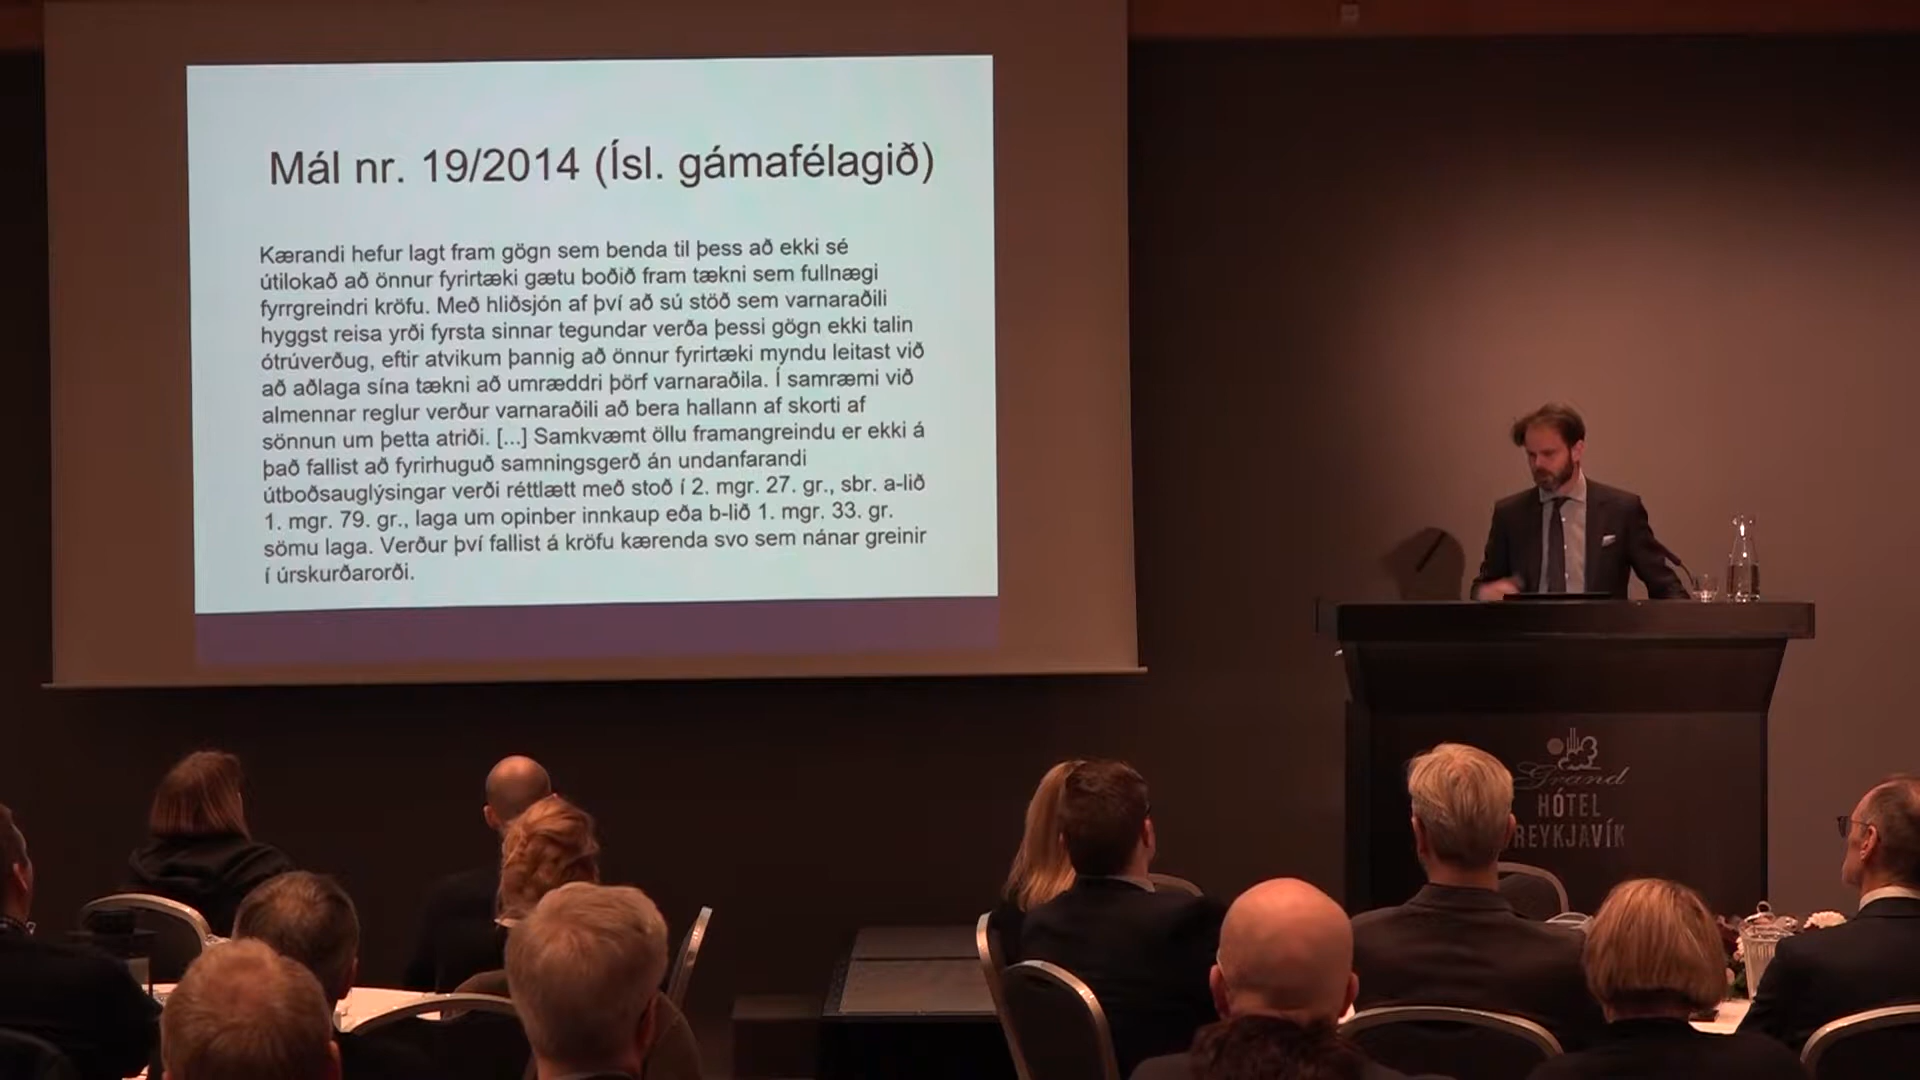 Mál nr. 19/2014 (Ísl. gámafélagið)
Kærandi hefur lagt fram gögn sem benda til þess að ekki sé
útilokað að önnur fyrirtæki gætu boðið fram tækni sem fullnægi
fyrrgreindri kröfu. Með hliðsjón af því að sú stöð sem varnaraðili
hyggst reisa yrði fyrsta sinnar tegundar verða þessi gögn ekki talin
ótrúverðug, eftir atvikum þannig að önnur fyrirtæki myndu leitast við
að aðlaga sína tækni að umræddri þörf varnaraðila. Í samræmi við
almennar reglur verður varnaraðili að bera hallann af skorti af
sönnun um þetta atriði. [...] Samkvæmt öllu framangreindu er ekki á
það fallist að fyrirhuguð samningsgerð án undanfarandi
útboðsauglýsingar verði réttlætt með stoð í 2. mgr. 27. gr., sbr. a-lið
1. mgr. 79. gr., laga um opinber innkaup eða b-lið 1. mgr. 33. gr.
sömu laga. Verður því fallist á kröfu kærenda svo sem nánar greinir
í úrskurðarorði.
Grand
HÓTEL
REYKJAVÍK